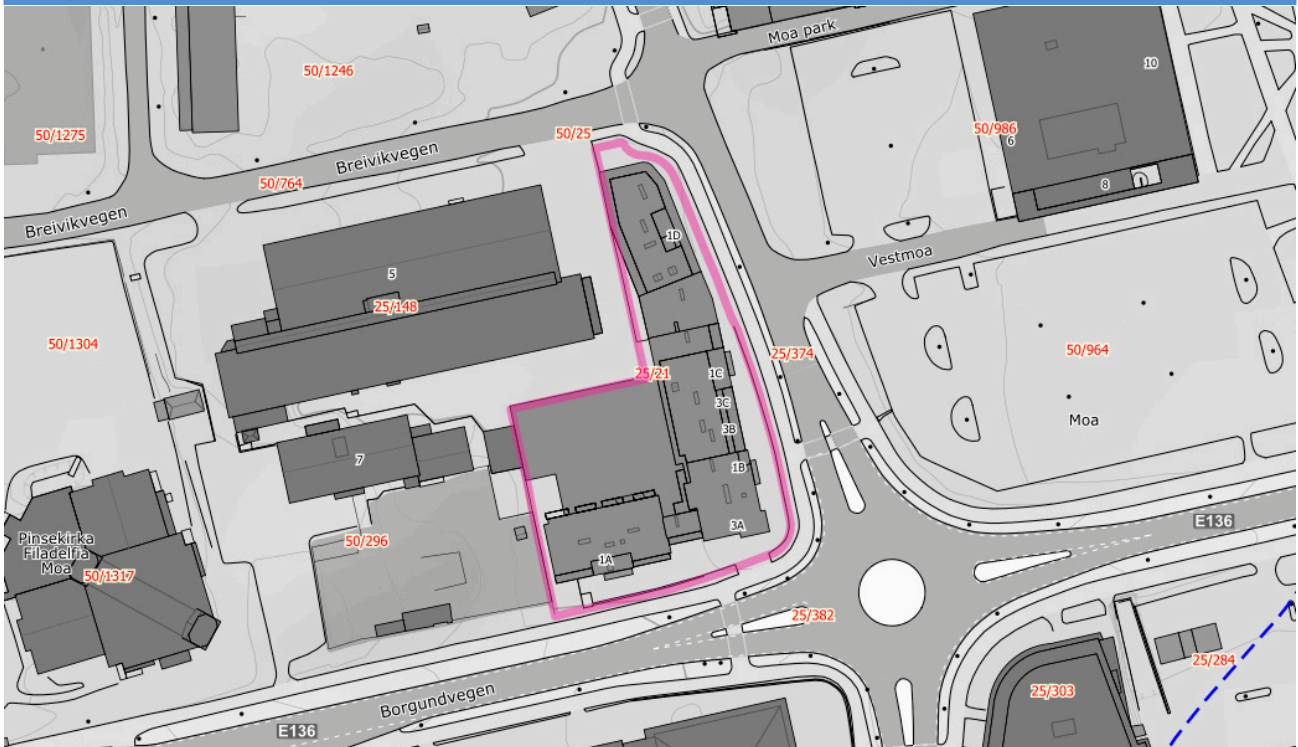 Moa park
50/1246
10
50/1275
50/25
50/986
6
Breivikvegen
50/764
8
Breivikvegen
1D
Vestmoa
5
25/148
50/1304
25/374
50/964
25/21
1C
3C
Moa
3B
7
1B
E136
3A
Pinsekirka
Filadelfia
Moa
50/296
1A
50/1317
25/382
25/284
25/303
Borgundvegen
E136